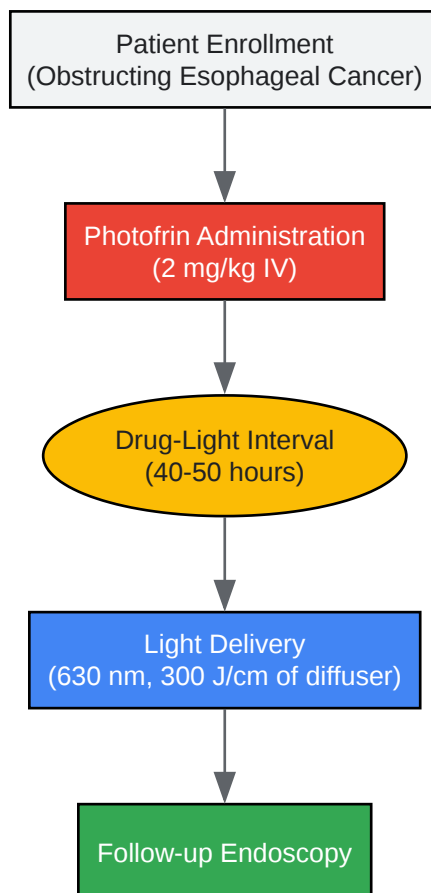 Patient Enrollment
(Obstructing Esophageal Cancer)
Photofrin Administration
(2 mg/kg IV)
Drug-Light Interval
(40-50 hours)
Light Delivery
(630 nm, 300 J/cm of diffuser)
Follow-up Endoscopy